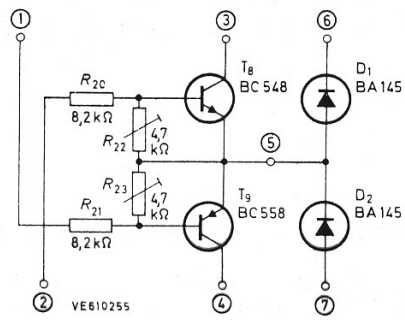 1
3
6
R20
8,2 kΩ
T8
BC 548
D1
BA 145
R22
4,7
kΩ
5
R23
4,7
kΩ
R21
8,2 kΩ
T9
BC 558
D2
BA 145
2
VE610255
4
7